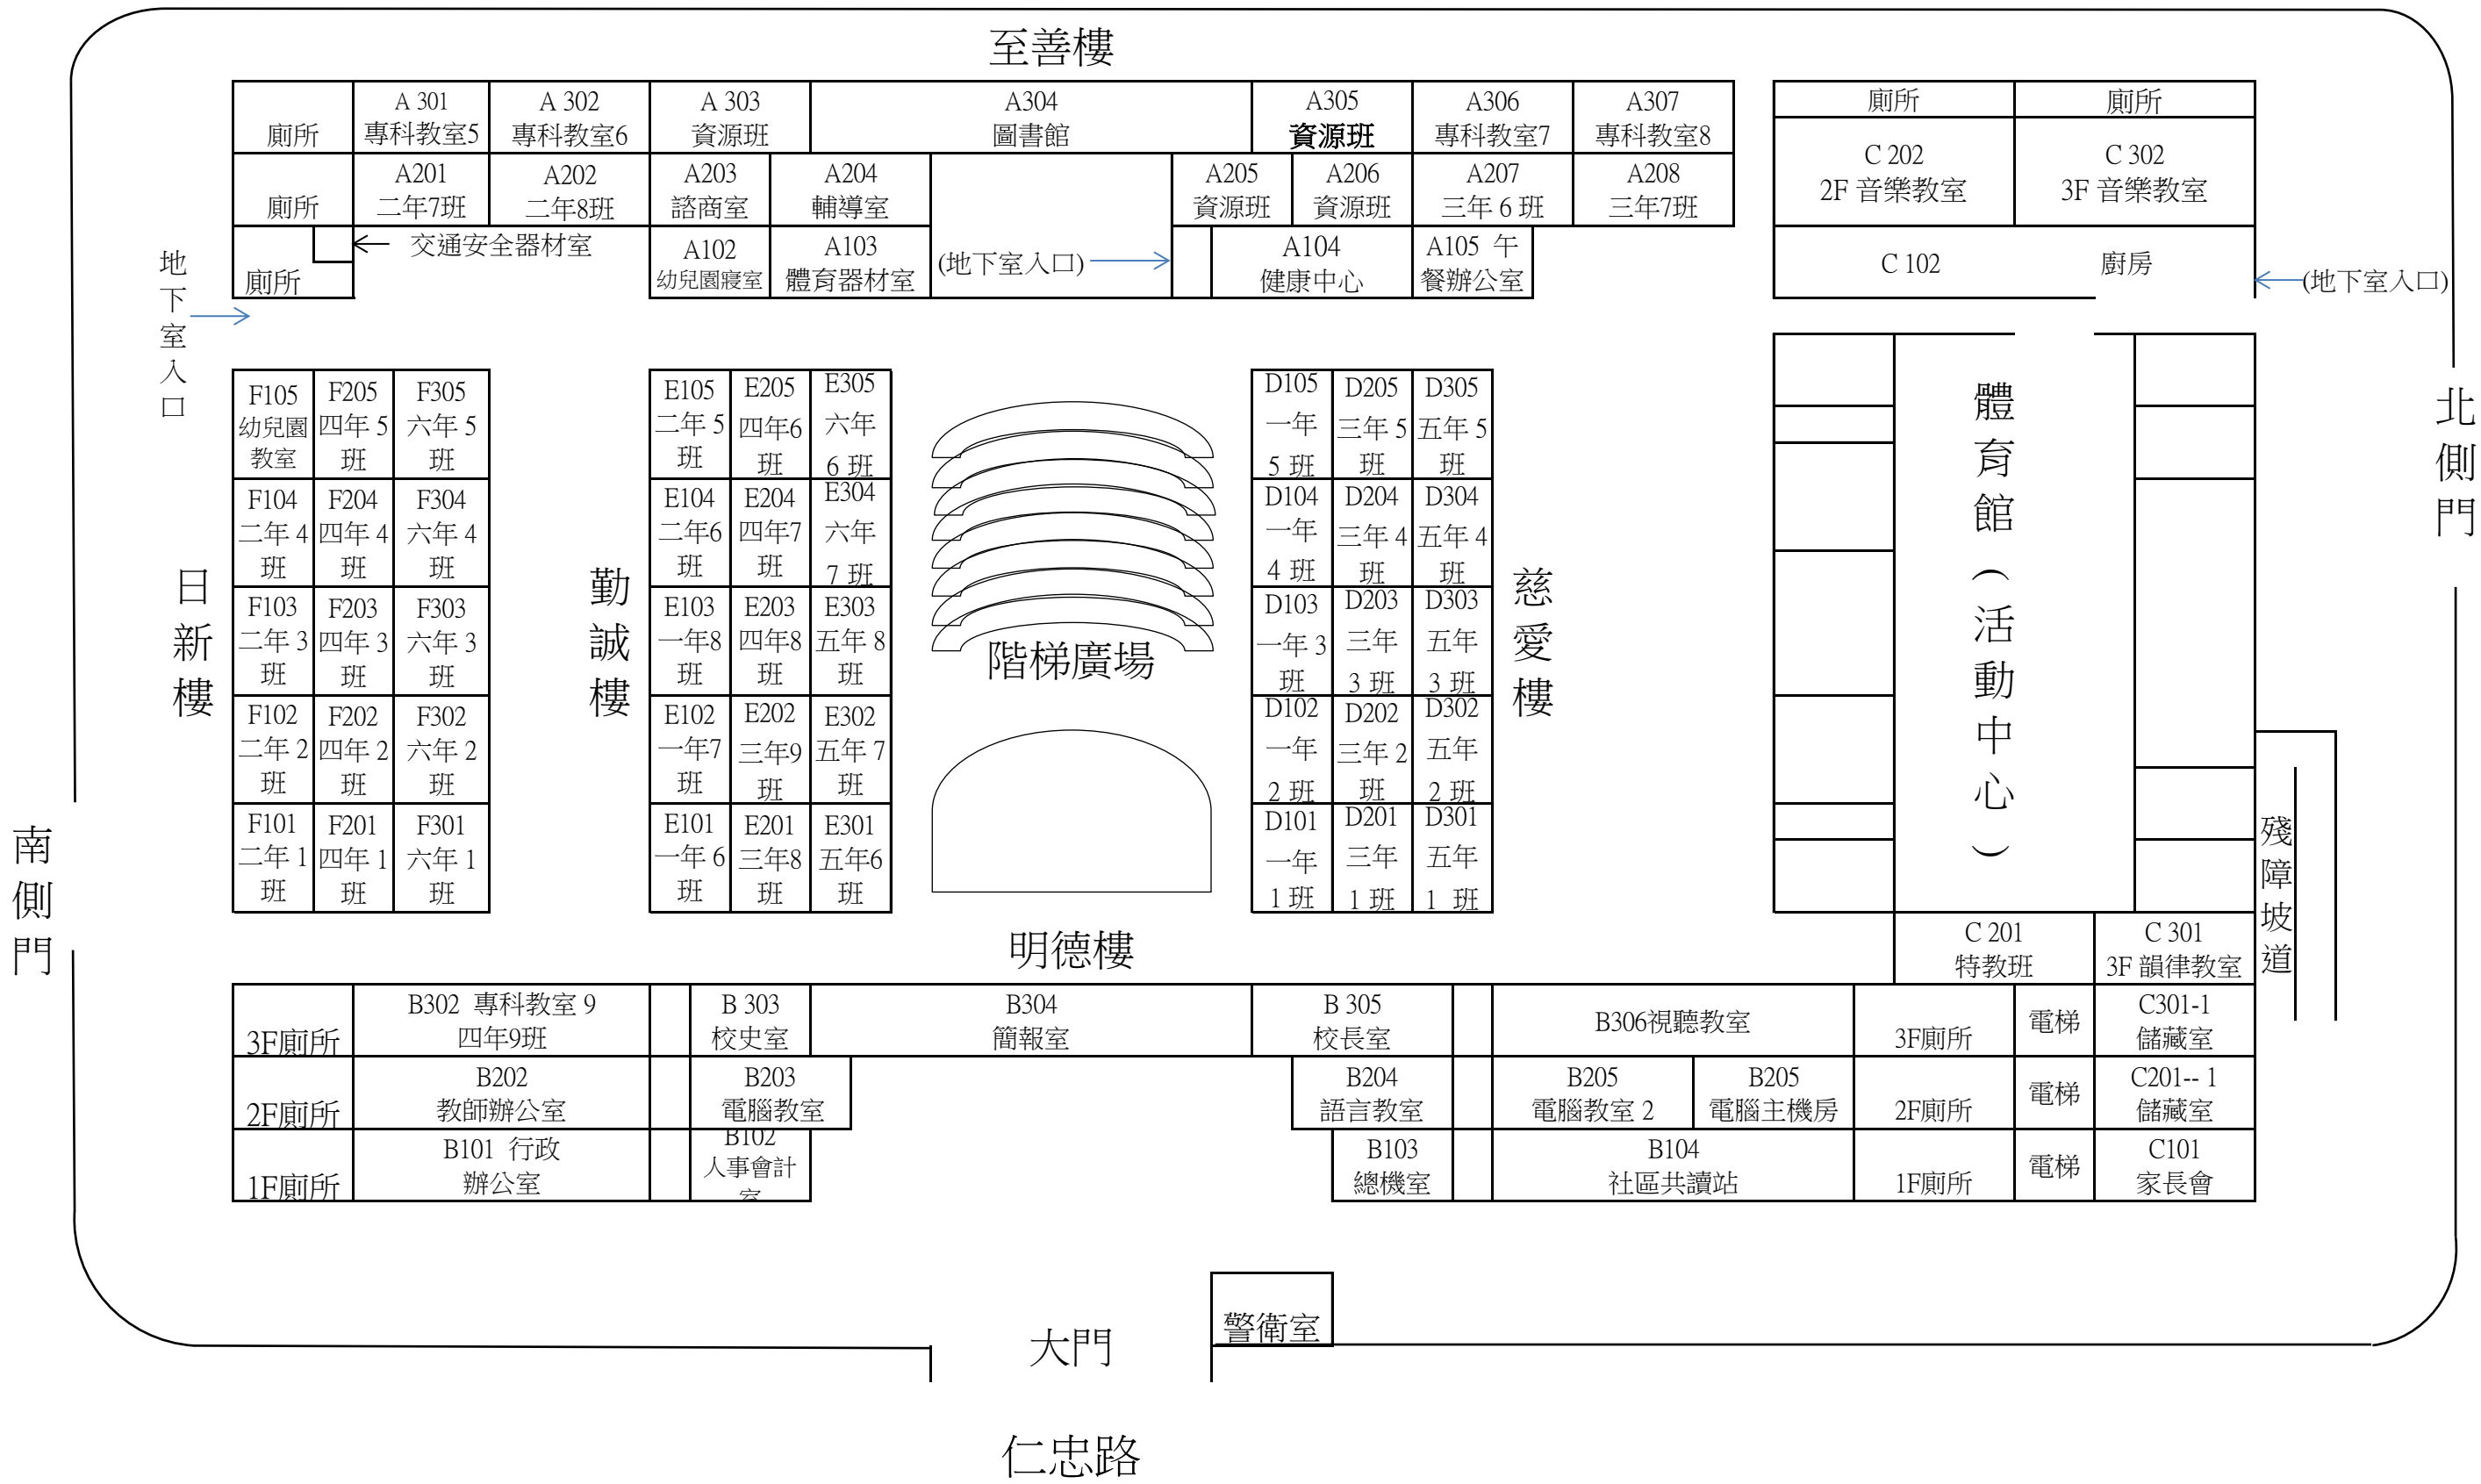 至善樓
廁所
A 301
專科教室5
A 302
專科教室6
A 303
資源班
A304
圖書館
A305
資源班
A306
專科教室7
A307
專科教室8
廁所
廁所
廁所
A201
二年7班
A202
二年8班
A203
諮商室
A204
輔導室
A205
資源班
A206
資源班
A207
三年 6 班
A208
三年7班
C 202
2F 音樂教室
C 302
3F 音樂教室
廁所
交通安全器材室
A102
幼兒園寢室
A103
體育器材室
(地下室入口)
A104
健康中心
A105 午
餐辦公室
C 102
廚房
(地下室入口)
地下室入口
F105
幼兒園
教室
F205
四年 5
班
F305
六年 5
班
E105
二年 5
班
E205
四年6
班
E305
六年
6 班
D105
一年
5 班
D205
三年 5
班
D305
五年 5
班
F104
二年 4
班
F204
四年 4
班
F304
六年 4
班
E104
二年6
班
E204
四年7
班
E304
六年
7 班
D104
一年
4 班
D204
三年 4
班
D304
五年 4
班
F103
二年 3
班
F203
四年 3
班
F303
六年 3
班
E103
一年8
班
E203
四年8
班
E303
五年 8
班
D103
一年 3
班
D203
三年
3 班
D303
五年
3 班
F102
二年 2
班
F202
四年 2
班
F302
六年 2
班
E102
一年7
班
E202
三年9
班
E302
五年 7
班
D102
一年
2 班
D202
三年 2
班
D302
五年
2 班
F101
二年 1
班
F201
四年 1
班
F301
六年 1
班
E101
一年 6
班
E201
三年8
班
E301
五年6
班
D101
一年
1 班
D201
三年
1 班
D301
五年
1 班
日新樓
勤誠樓
階梯廣場
慈愛樓
體育館（活動中心）
北側門
南側門
殘障坡道
明德樓
C 201
特教班
C 301
3F 韻律教室
3F廁所
B302 專科教室 9
四年9班
B 303
校史室
B304
簡報室
B 305
校長室
B306視聽教室
3F廁所
電梯
C301-1
儲藏室
2F廁所
B202
教師辦公室
B203
電腦教室
B204
語言教室
B205
電腦教室 2
B205
電腦主機房
2F廁所
電梯
C201-- 1
儲藏室
1F廁所
B101 行政
辦公室
B102
人事會計
室
B103
總機室
B104
社區共讀站
1F廁所
電梯
C101
家長會
警衛室
大門
仁忠路